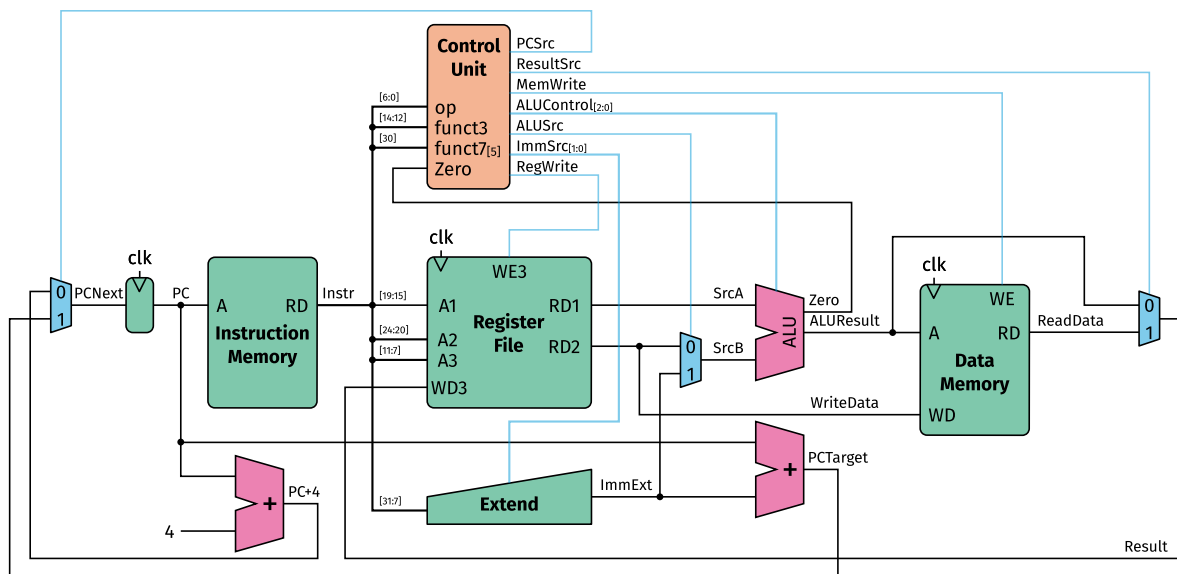 Control
Unit
PCSrc
ResultSrc
MemWrite
ALUControl[2:0]
ALUSrc
ImmSrc[1:0]
RegWrite
[6:0]
op
[14:12]
funct3
[30]
funct7[5]
Zero
clk
PCNext
0
1
clk
PC
A
RD
Instruction
Memory
Instr
WE3
[19:15]
A1
RD1
[24:20]
A2
Register
File
RD2
[11:7]
A3
WD3
0
1
SrcA
SrcB
ALU
Zero
ALUResult
clk
WE
A
RD
Data
Memory
WD
ReadData
0
1
WriteData
[31:7]
Extend
ImmExt
+
PCTarget
4
+
PC+4
Result